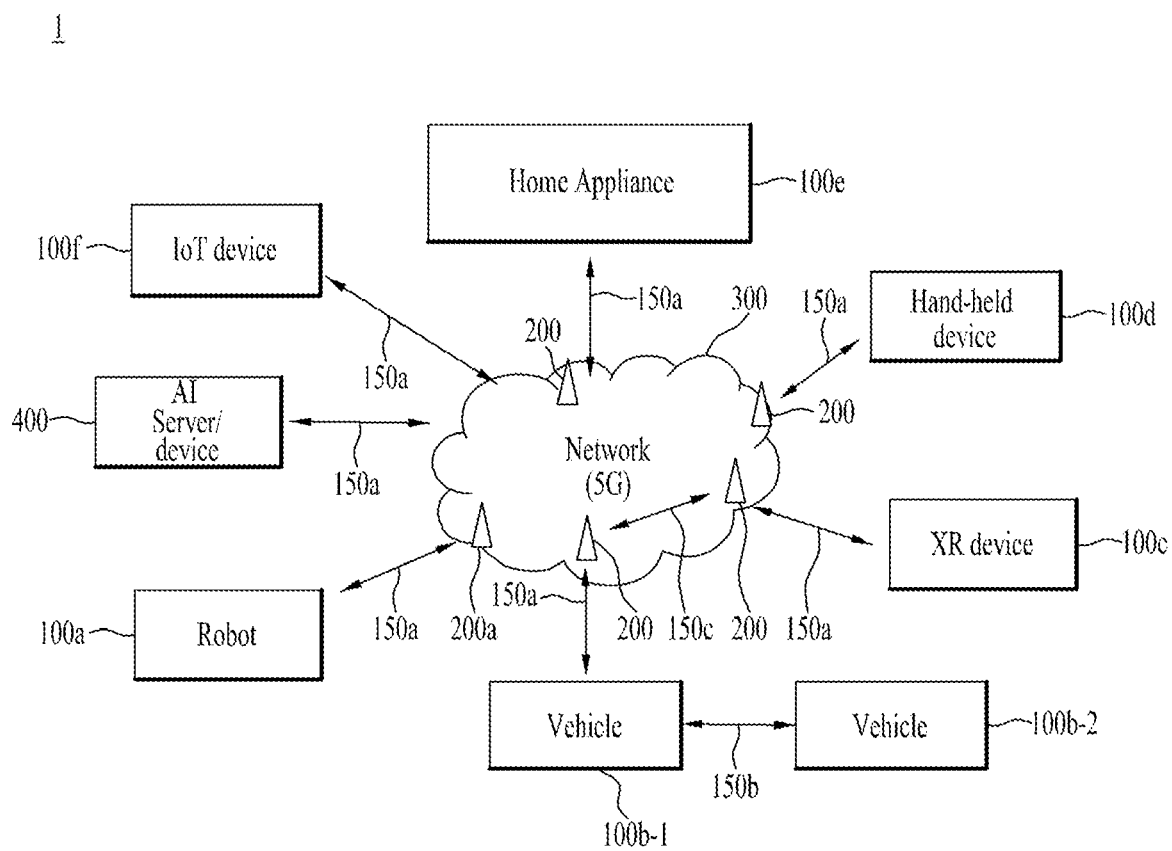 1
Home Appliance
100e
IoT device
100f
150a
300
150a
Hand-held
device
100d
200
150a
AI
Server/
device
400
150a
200
Network
(5G)
XR device
100c
150a
Robot
100a
150a
200a
200
150c
200
150a
Vehicle
Vehicle
100b-2
150b
100b-1